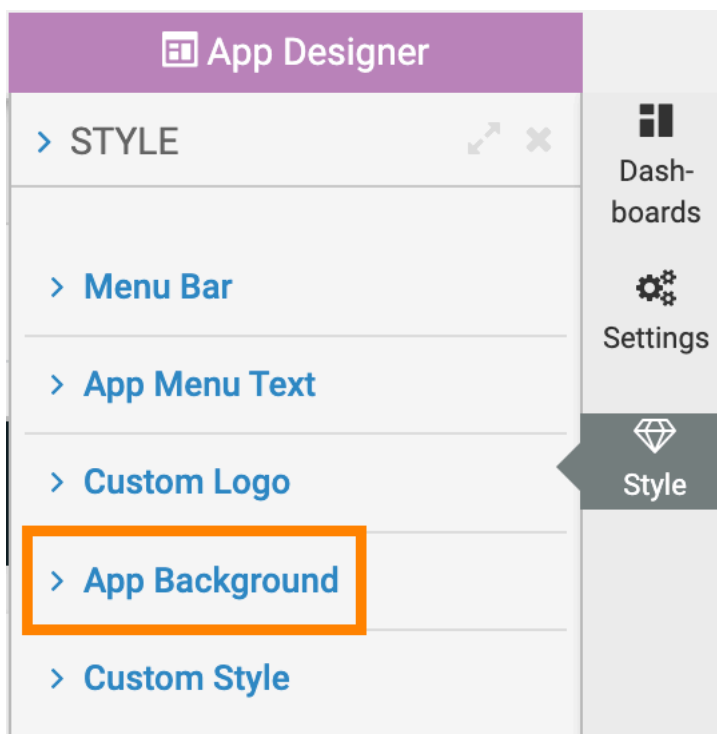 App Designer
STYLE
Menu Bar
App Menu Text
Custom Logo
App Background
Custom Style
Dash-
boards
Settings
Style